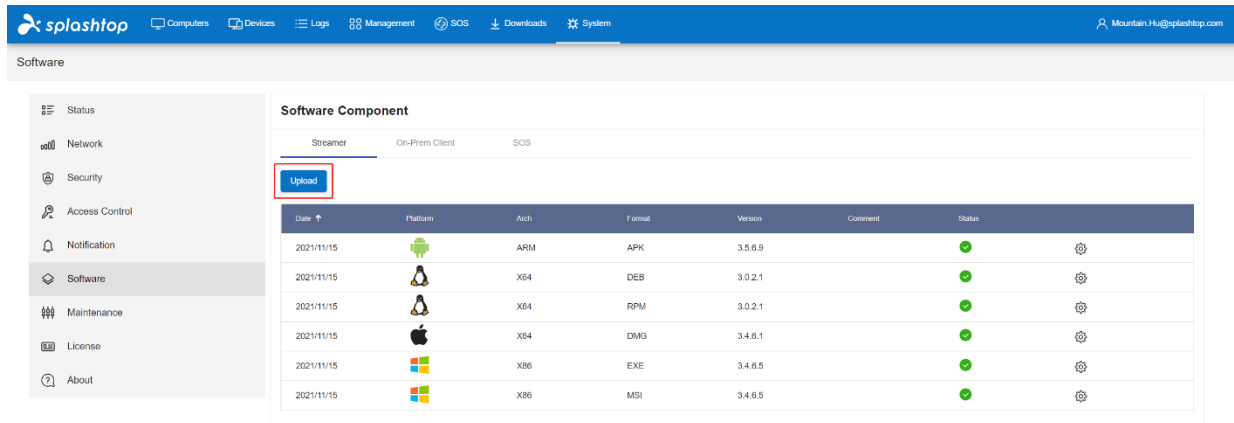 splashtop Computers Devices Logs Management SOS Downloads System Mountain.Hu@splashtop.com
Software
Status
Network
Security
Access Control
Notification
Software
Maintenance
License
About
Software Component
Streamer On-Prem Client SOS
Upload
Date Platform Arch Format Version Comment Status
2021/11/15 ARM APK 3.5.6.9
2021/11/15 X64 DEB 3.0.2.1
2021/11/15 X64 RPM 3.0.2.1
2021/11/15 X64 DMG 3.4.6.1
2021/11/15 X86 EXE 3.4.6.5
2021/11/15 X86 MSI 3.4.6.5